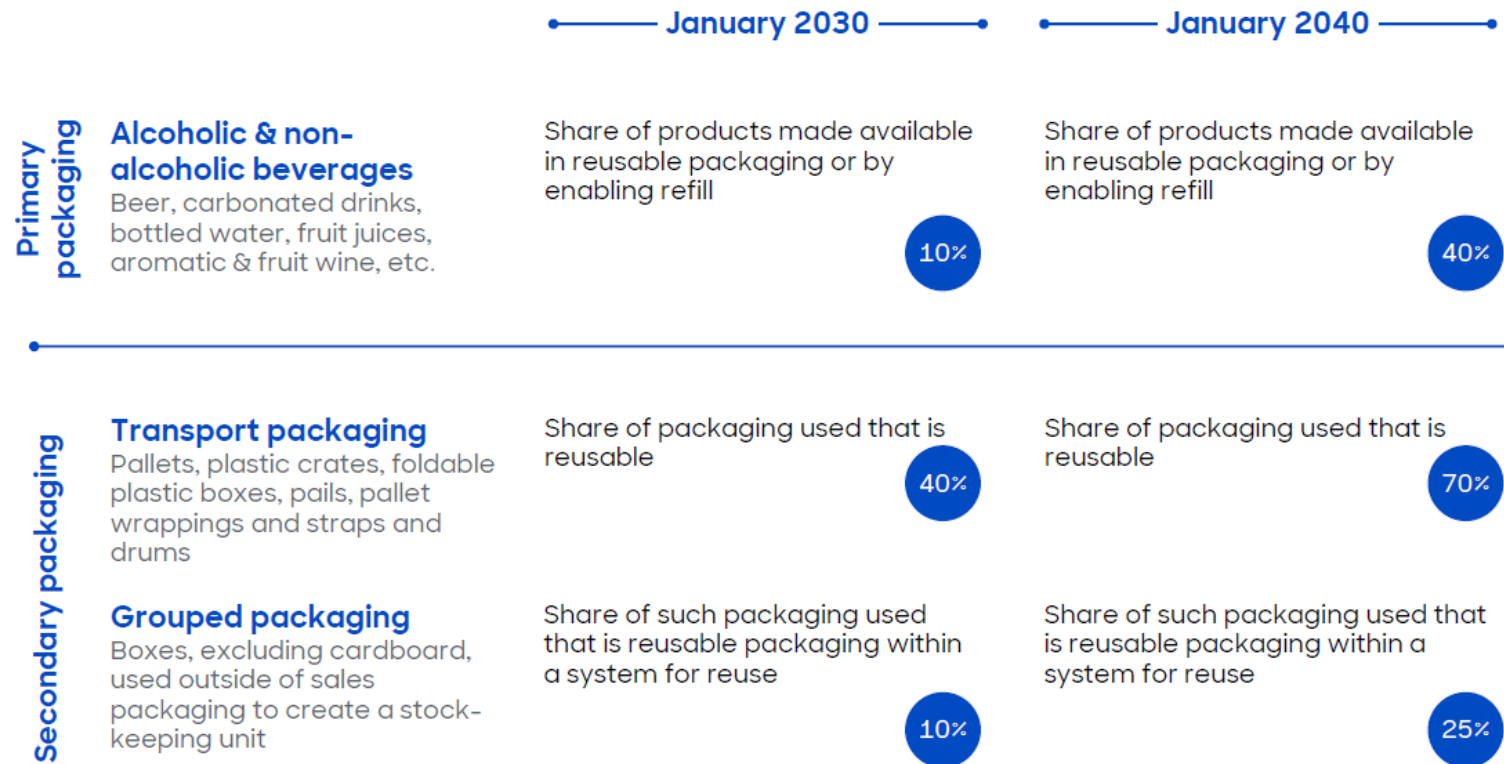 January 2030
January 2040
Primary
packaging
Alcoholic & non-
alcoholic beverages
Beer, carbonated drinks,
bottled water, fruit juices,
aromatic & fruit wine, etc.
Share of products made available
in reusable packaging or by
enabling refill
10%
Share of products made available
in reusable packaging or by
enabling refill
40%
Secondary packaging
Transport packaging
Pallets, plastic crates, foldable
plastic boxes, pails, pallet
wrappings and straps and
drums
Share of packaging used that is
reusable
40%
Share of packaging used that is
reusable
70%
Grouped packaging
Boxes, excluding cardboard,
used outside of sales
packaging to create a stock-
keeping unit
Share of such packaging used
that is reusable packaging within
a system for reuse
10%
Share of such packaging used that
is reusable packaging within a
system for reuse
25%